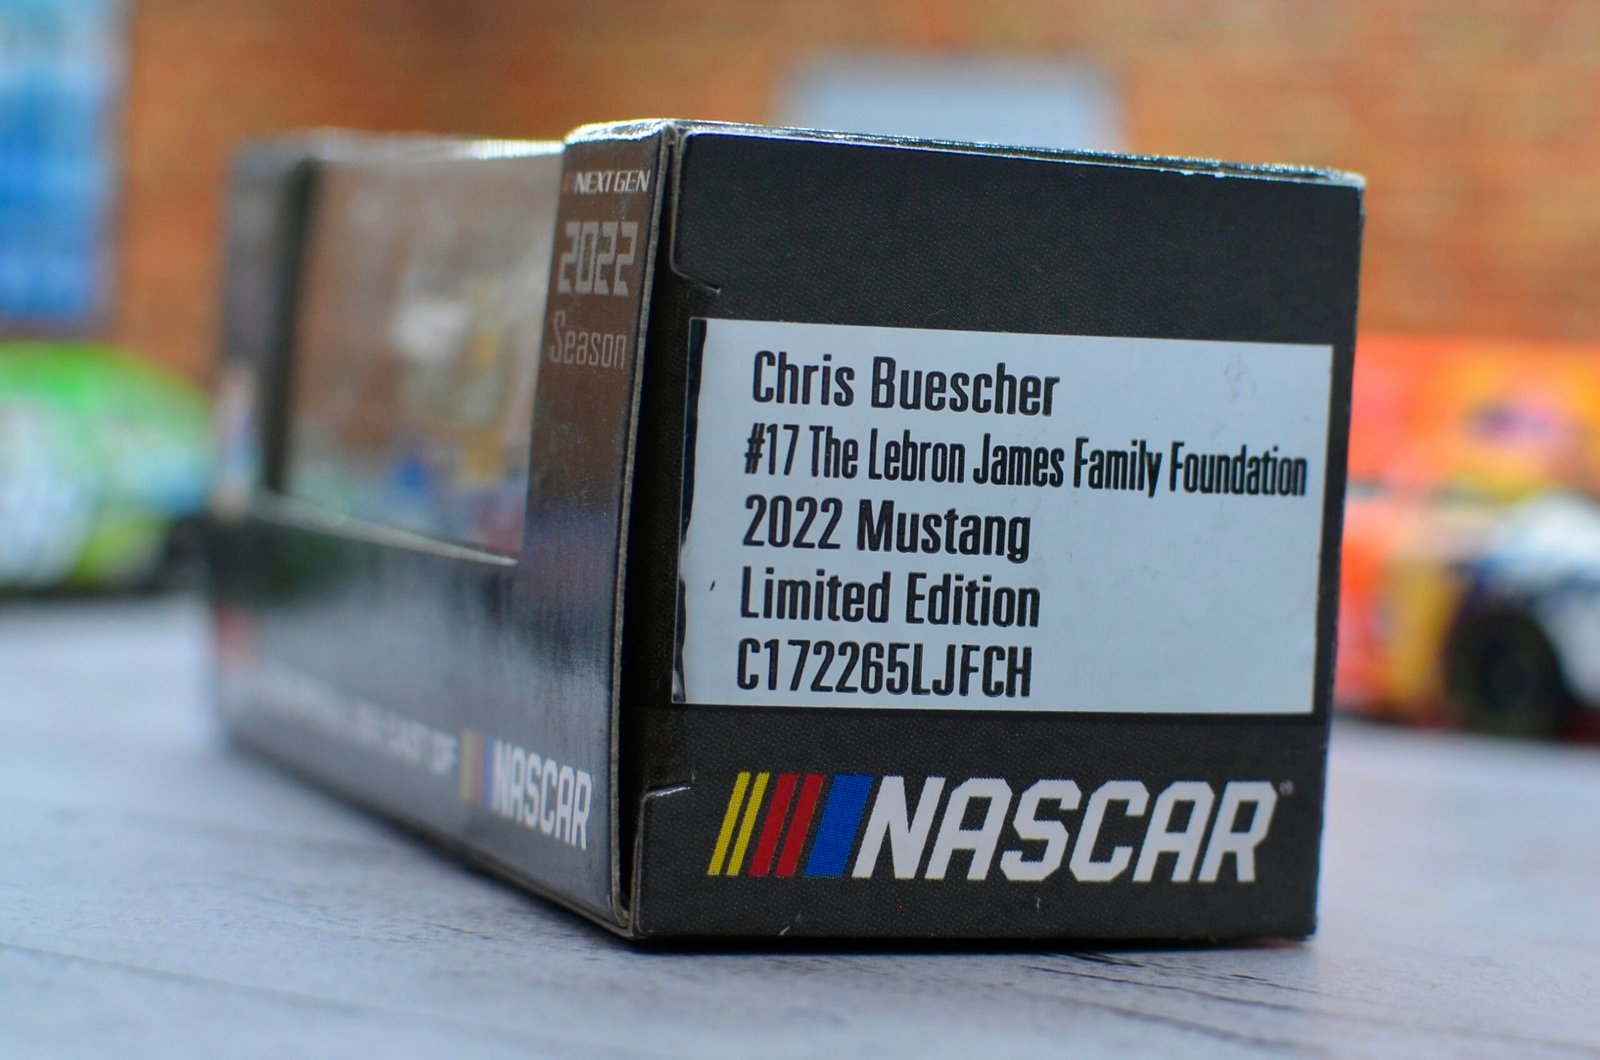 NEXTGEN
2022
Season
Chris Buescher
#17 The Lebron James Family Foundation
2022 Mustang
Limited Edition
C172265LJFCH
NASCAR
NASCAR